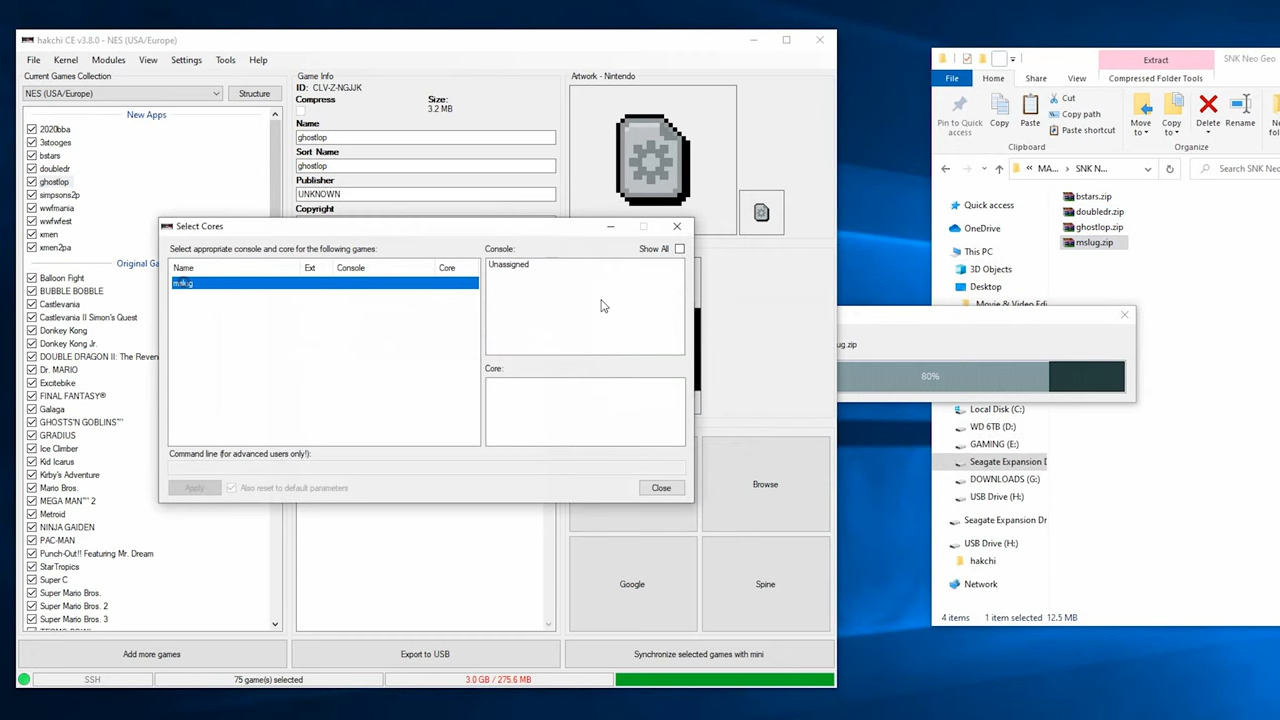 hakchi CE v3.8.0 - NES (USA/Europe)
File Kernel Modules View Settings Tools Help
Current Games Collection
NES (USA/Europe)
Structure
New Apps
2020bba
3stooges
bstars
doubledr
ghostlop
simpsons2p
wwfmania
wwfwfest
xmen
xmen2pa
Original Ga
Balloon Fight
BUBBLE BOBBLE
Castlevania
Castlevania II Simon's Quest
Donkey Kong
Donkey Kong Jr.
DOUBLE DRAGON II: The Reven
Dr. MARIO
Excitebike
FINAL FANTASY®
Galaga
GHOSTS'N GOBLINS™
GRADIUS
Ice Climber
Kid Icarus
Kirby's Adventure
Mario Bros.
MEGA MAN™ 2
Metroid
NINJA GAIDEN
PAC-MAN
Punch-Out!! Featuring Mr. Dream
StarTropics
Super C
Super Mario Bros.
Super Mario Bros. 2
Super Mario Bros. 3
Game Info
ID: CLV-Z-NGJJK
Compress
Size:
3.2 MB
Name
ghostlop
Sort Name
ghostlop
Publisher
UNKNOWN
Copyright
Artwork - Nintendo
Select Cores
Select appropriate console and core for the following games:
Name Ext Console Core
mslug
Console:
Show All
Unassigned
Core:
Command line (for advanced users only!):
Apply
Also reset to default parameters
Close
Browse
Google
Spine
Add more games
Export to USB
Synchronize selected games with mini
SSH
75 game(s) selected
3.0 GB / 275.6 MB
Extract
SNK Neo Geo
File Home Share View Compressed Folder Tools
Pin to Quick
access
Copy
Paste
Cut
Copy path
Paste shortcut
Clipboard
Move
to
Copy
to
Delete
Rename
Organize
« MA... › SNK N...
Search SNK Neo
Quick access
OneDrive
This PC
3D Objects
Desktop
Movie & Video Edi
bstars.zip
doubledr.zip
ghostlop.zip
mslug.zip
lug.zip
80%
Local Disk (C:)
WD 6TB (D:)
GAMING (E:)
Seagate Expansion D
DOWNLOADS (G:)
USB Drive (H:)
Seagate Expansion Dr
USB Drive (H:)
hakchi
Network
4 items 1 item selected 12.5 MB